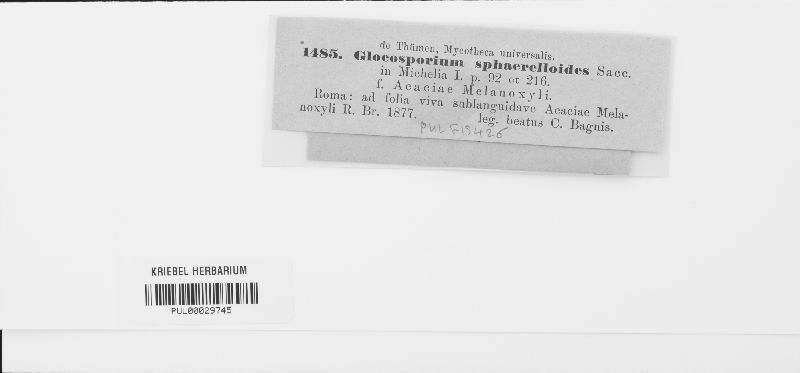 de Thümen, Mycotheca universalis.
1485. Gloeosporium sphaerelloides Sacc.
in Michelia I. p. 92 et 216.
f. Acaciae Melanoxyli.
Roma: ad folia viva sublanguidave Acaciae Mela-
noxyli R. Br. 1877. leg. beatus C. Bagnis.
PUL F19426
KRIEBEL HERBARIUM
PUL00029745